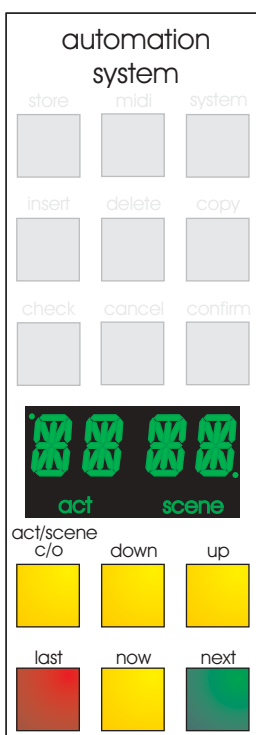 automation
system
store midi system
insert delete copy
check cancel confirm
act scene
act/scene
c/o down up
last now next